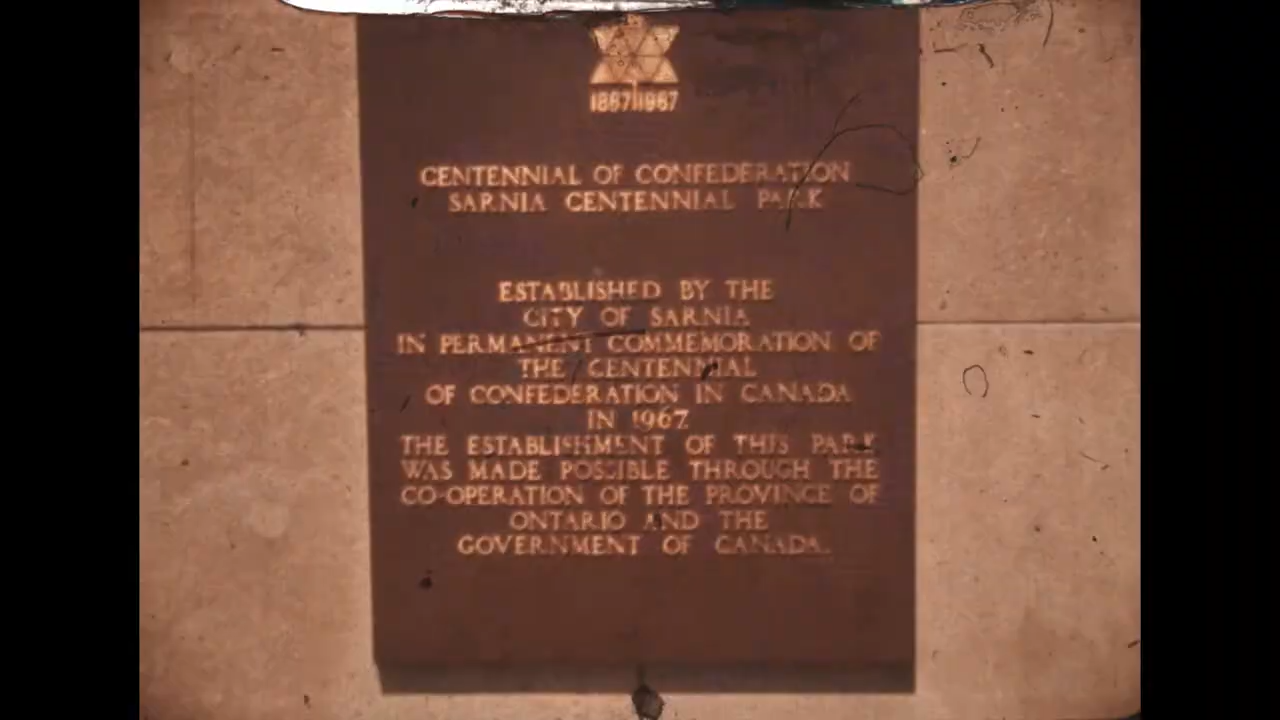 1867 1967
CENTENNIAL OF CONFEDERATION
SARNIA CENTENNIAL PARK
ESTABLISHED BY THE
CITY OF SARNIA
IN PERMANENT COMMEMORATION OF
THE CENTENNIAL
OF CONFEDERATION IN CANADA
IN 1967
THE ESTABLISHMENT OF THIS PARK
WAS MADE POSSIBLE THROUGH THE
CO-OPERATION OF THE PROVINCE OF
ONTARIO AND THE
GOVERNMENT OF CANADA.